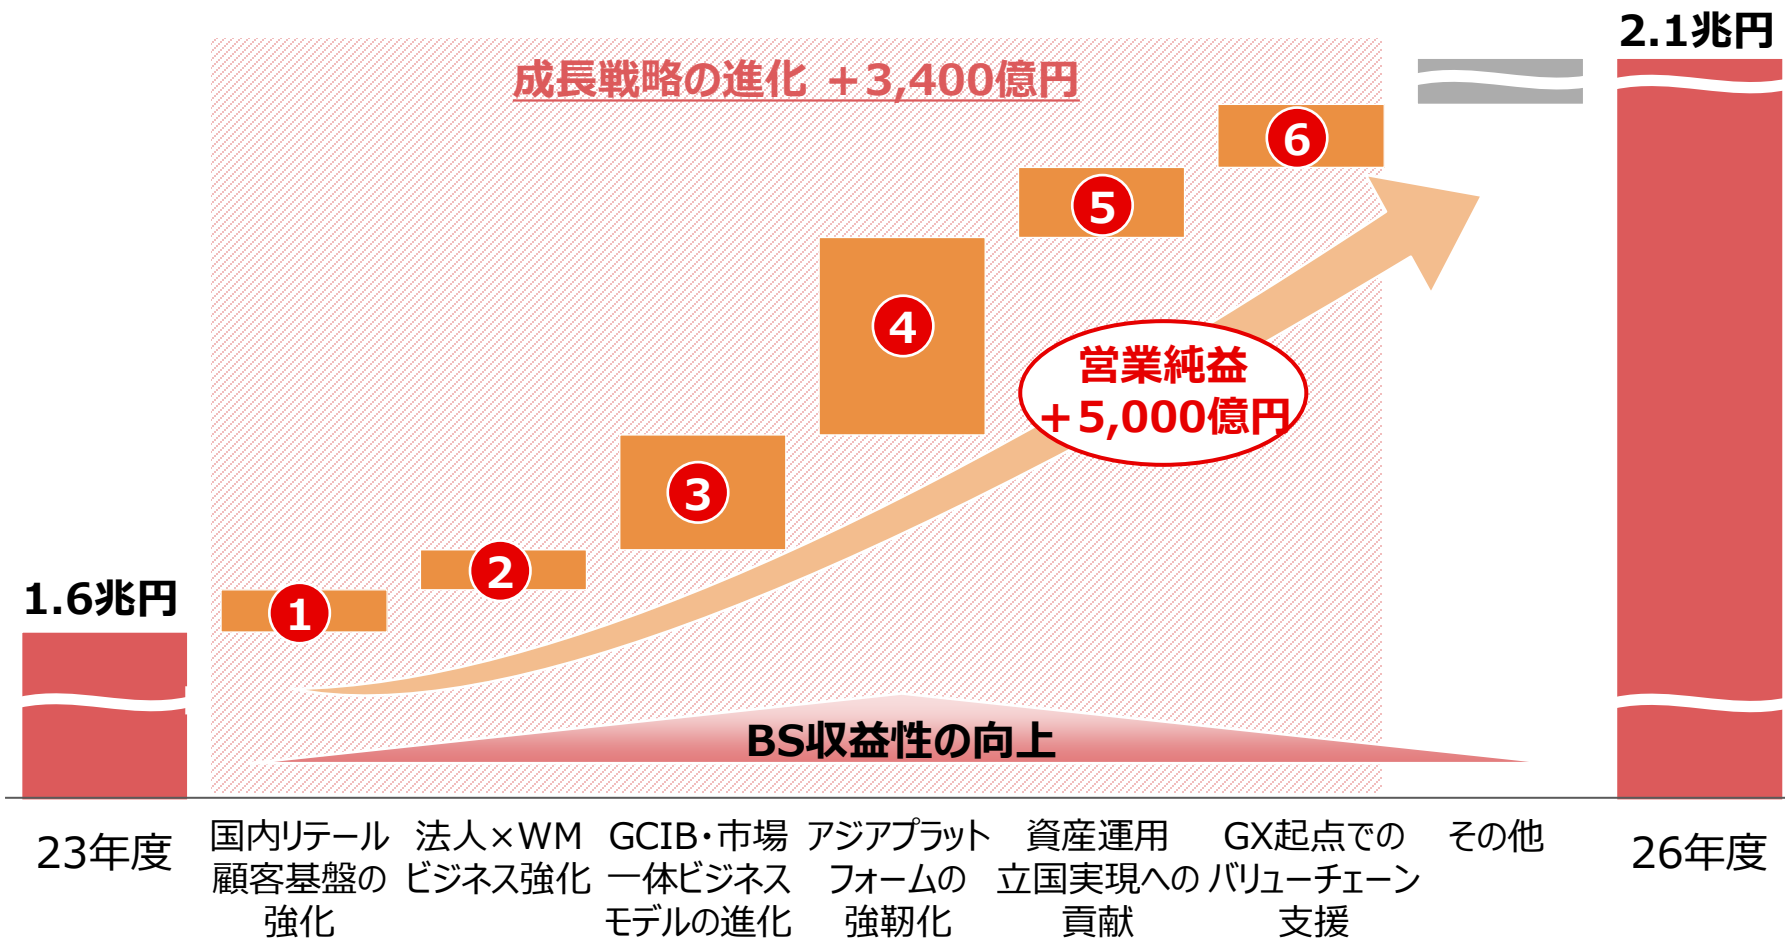 2.1兆円
成長戦略の進化 +3,400億円
6
5
4
営業純益
+5,000億円
3
2
1.6兆円
1
BS収益性の向上
23年度
国内リテール
顧客基盤の
強化
法人×WM
ビジネス強化
GCIB・市場
一体ビジネス
モデルの進化
アジアプラット
フォームの
強靭化
資産運用
立国実現への
貢献
GX起点での
バリューチェーン
支援
その他
26年度